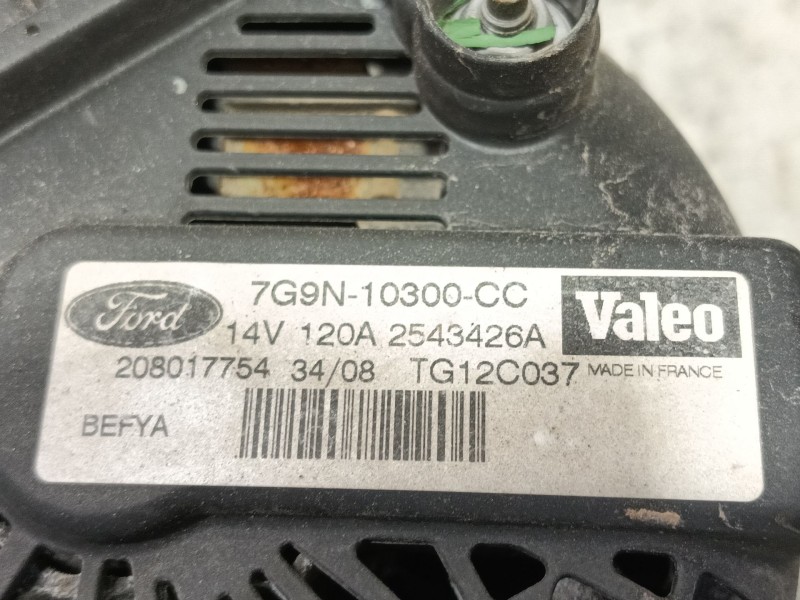 Ford 7G9N-10300-CC Valeo
14V 120A 2543426A
208017754 34/08 TG12C037 MADE IN FRANCE
BEFYA